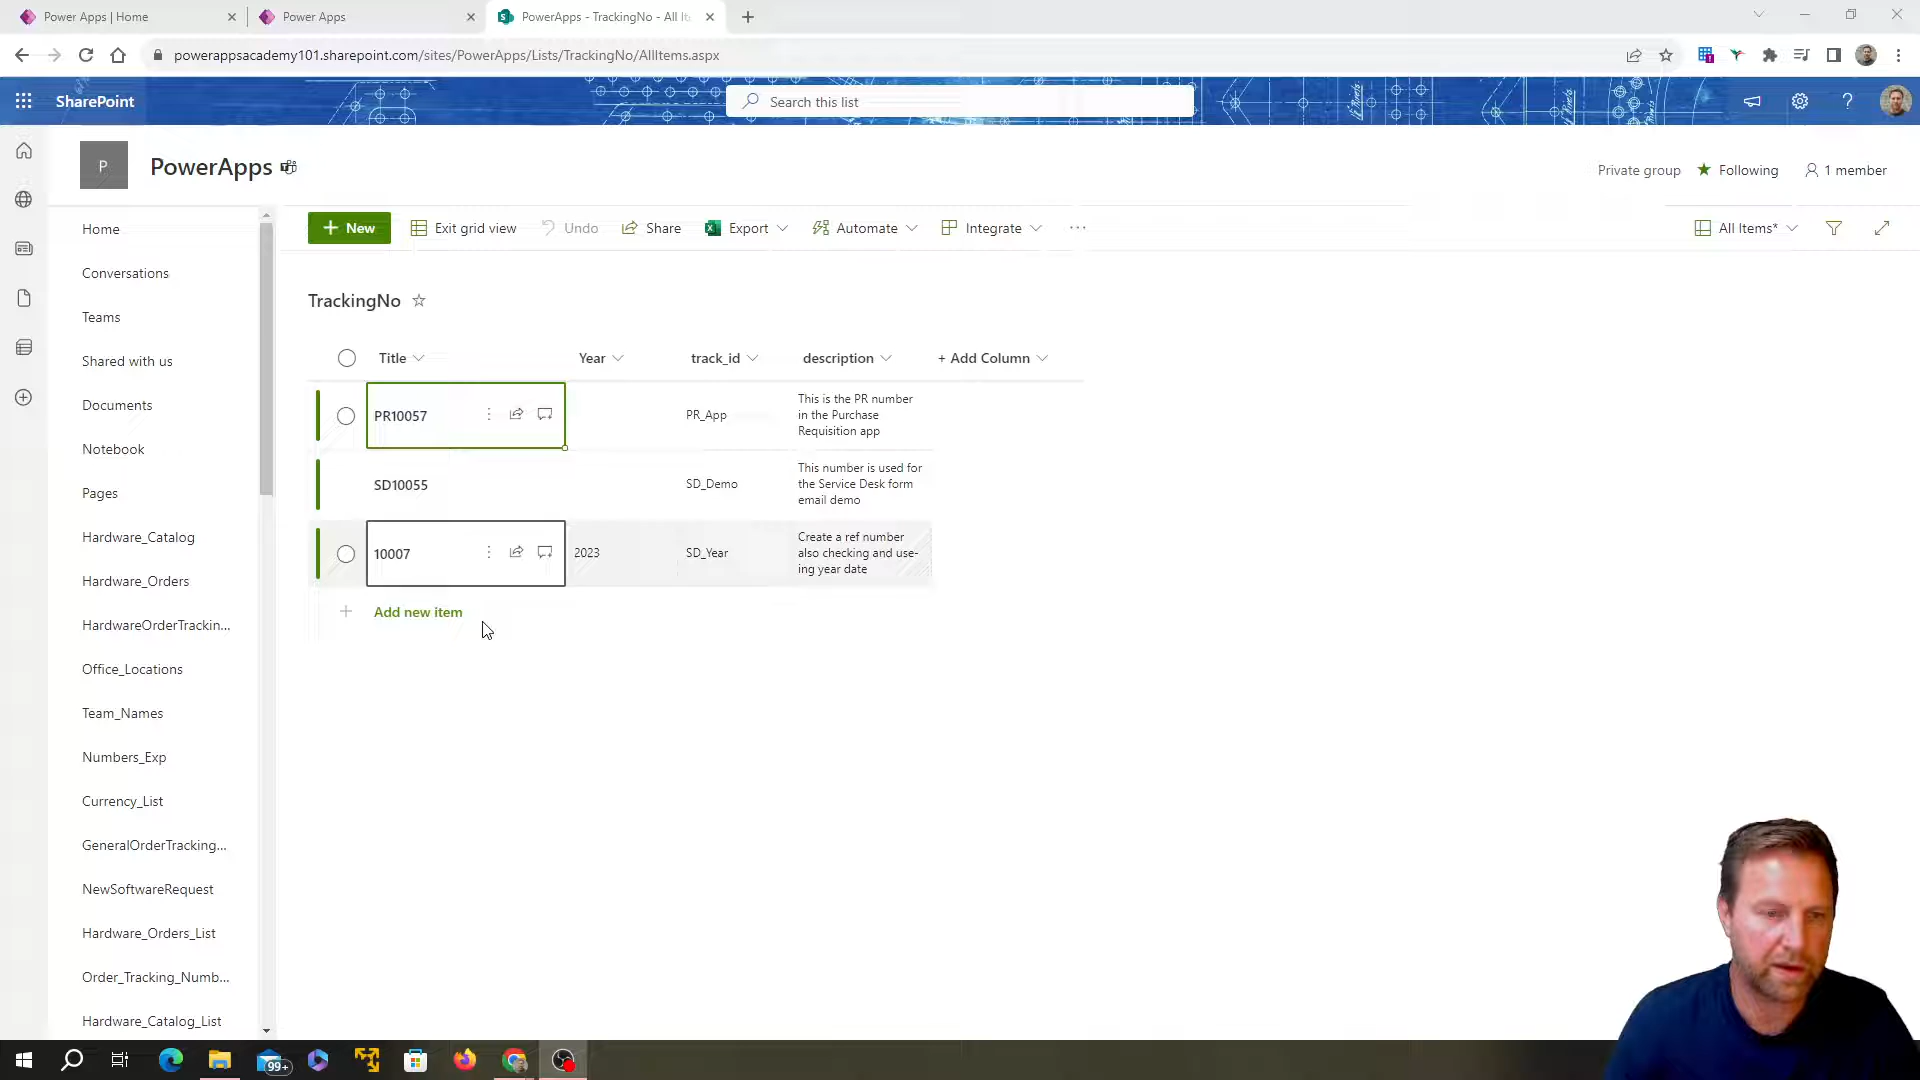 Power Apps | Home
Power Apps
PowerApps - TrackingNo - All It
powerappsacademy101.sharepoint.com/sites/PowerApps/Lists/TrackingNo/AllItems.aspx
SharePoint
Search this list
P
PowerApps
Private group
Following
1 member
Home
Conversations
Teams
Shared with us
Documents
Notebook
Pages
Hardware_Catalog
Hardware_Orders
HardwareOrderTrackin...
Office_Locations
Team_Names
Numbers_Exp
Currency_List
GeneralOrderTracking...
NewSoftwareRequest
Hardware_Orders_List
Order_Tracking_Numb...
Hardware_Catalog_List
New
Exit grid view
Undo
Share
Export
Automate
Integrate
All Items*
TrackingNo
Title
Year
track_id
description
+ Add Column
PR10057
PR_App
This is the PR number
in the Purchase
Requisition app
SD10055
SD_Demo
This number is used for
the Service Desk form
email demo
10007
2023
SD_Year
Create a ref number
also checking and use-
ing year date
Add new item
99+